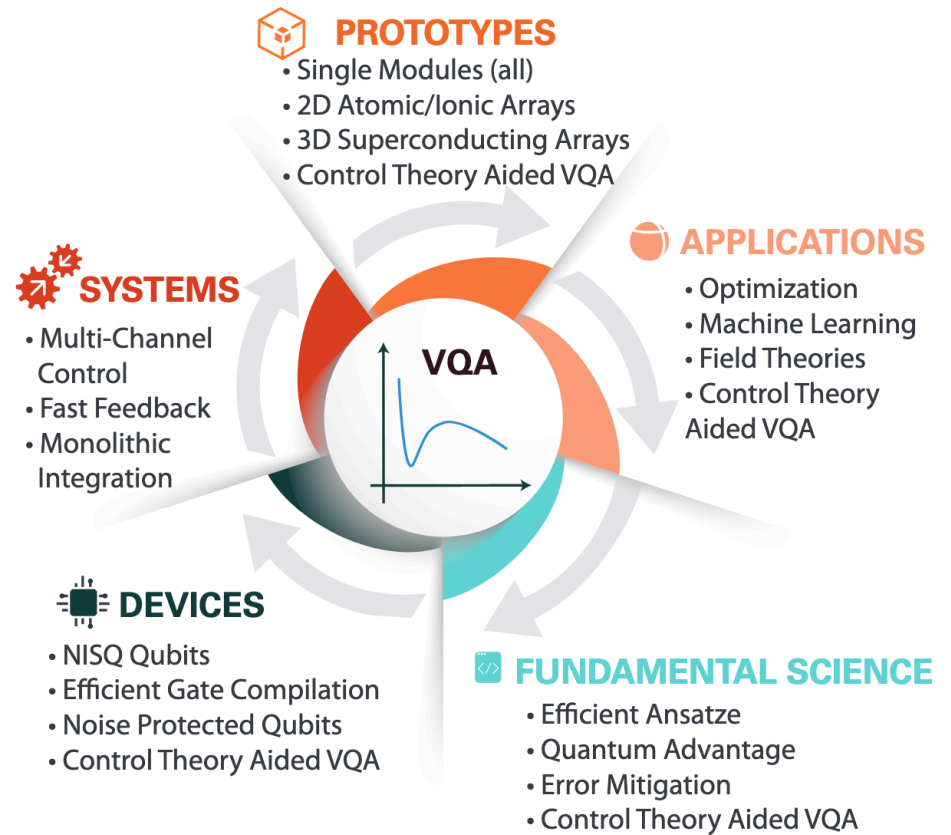 PROTOTYPES
• Single Modules (all)
• 2D Atomic/Ionic Arrays
• 3D Superconducting Arrays
• Control Theory Aided VQA
APPLICATIONS
• Optimization
• Machine Learning
• Field Theories
• Control Theory
Aided VQA
SYSTEMS
• Multi-Channel
Control
• Fast Feedback
• Monolithic
Integration
VQA
DEVICES
• NISQ Qubits
• Efficient Gate Compilation
• Noise Protected Qubits
• Control Theory Aided VQA
</>
FUNDAMENTAL SCIENCE
• Efficient Ansatze
• Quantum Advantage
• Error Mitigation
• Control Theory Aided VQA